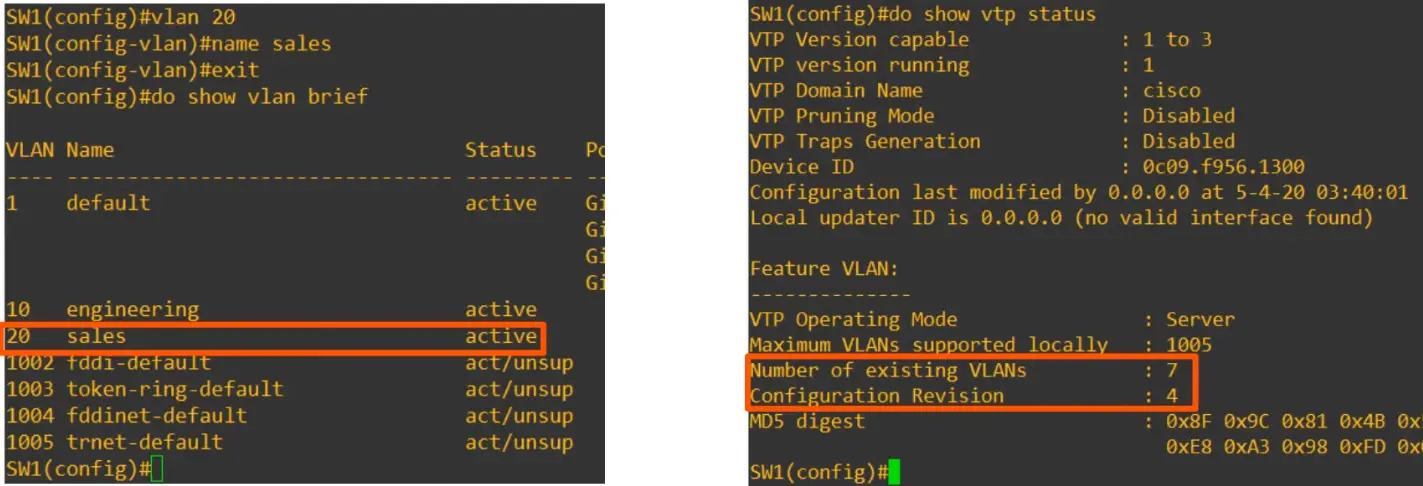 SW1(config)#vlan 20
SW1(config-vlan)#name sales
SW1(config-vlan)#exit
SW1(config)#do show vlan brief
VLAN Name Status
---- -------------------------------- --------- --
1 default active Gi
Gi
Gi
Gi
10 engineering active
20 sales active
1002 fddi-default act/unsup
1003 token-ring-default act/unsup
1004 fddinet-default act/unsup
1005 trnet-default act/unsup
SW1(config)#
SW1(config)#do show vtp status
VTP Version capable : 1 to 3
VTP version running : 1
VTP Domain Name : cisco
VTP Pruning Mode : Disabled
VTP Traps Generation : Disabled
Device ID : 0c09.f956.1300
Configuration last modified by 0.0.0.0 at 5-4-20 03:40:01
Local updater ID is 0.0.0.0 (no valid interface found)
Feature VLAN:
--------------
VTP Operating Mode : Server
Maximum VLANs supported locally : 1005
Number of existing VLANs : 7
Configuration Revision : 4
MD5 digest : 0x8F 0x9C 0x81 0x4B
0xE8 0xA3 0x98 0xFD
SW1(config)#